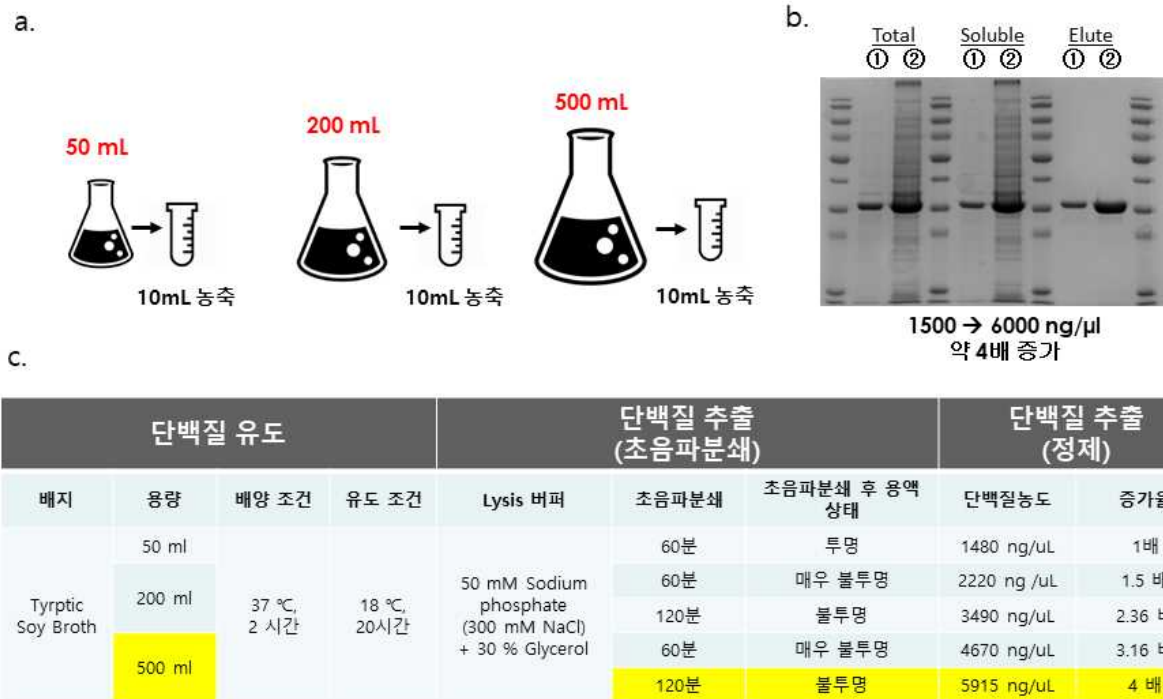 a.
50 mL
10mL 농축
200 mL
10mL 농축
500 mL
10mL 농축
b.
Total Soluble Elute
① ② ① ② ① ②
1500 → 6000 ng/µl
약 4배 증가
c.
단백질 유도
단백질 추출
(초음파분쇄)
단백질 추출
(정제)
배지 용량 배양 조건 유도 조건 Lysis 버퍼 초음파분쇄 초음파분쇄 후 용액
상태 단백질농도 증가율
Tyrptic
Soy Broth
50 ml
200 ml
500 ml
37 ℃,
2 시간
18 ℃,
20시간
50 mM Sodium
phosphate
(300 mM NaCl)
+ 30 % Glycerol
60분 투명 1480 ng/uL 1배
60분 매우 불투명 2220 ng /uL 1.5
120분 불투명 3490 ng/uL 2.36
60분 매우 불투명 4670 ng/uL 3.16
120분 불투명 5915 ng/uL 4 배